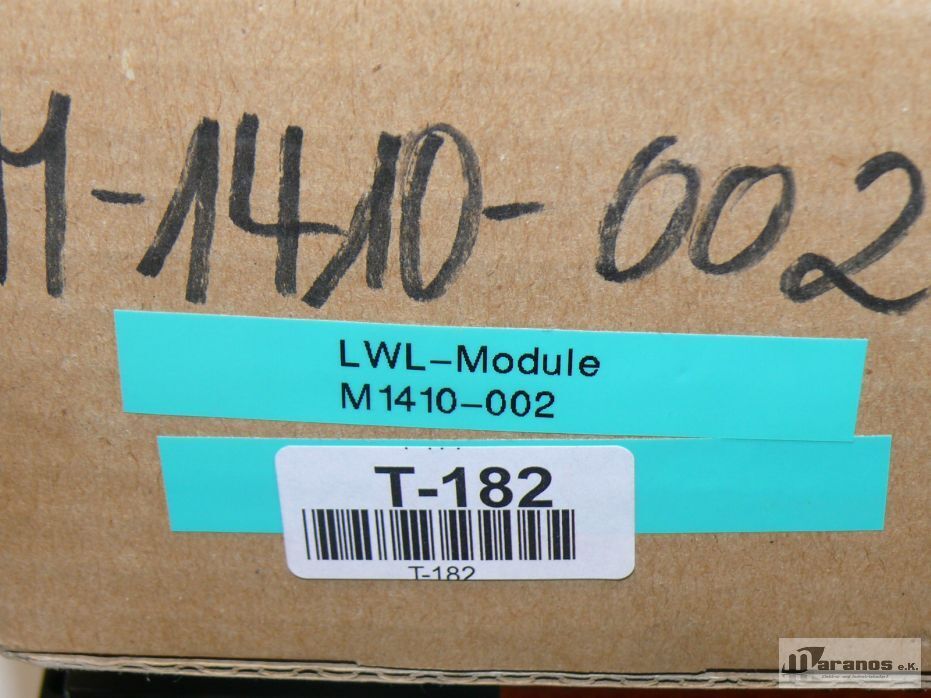 M-1410-002
LWL-Module
M1410-002
T-182
T-182
maranos e.K.